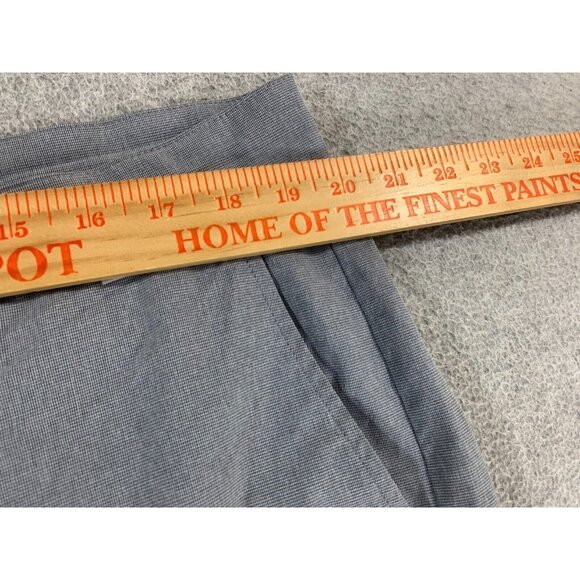 15 16 17 18 19 20 21 22 23 24 25
POT HOME OF THE FINEST PAINTS